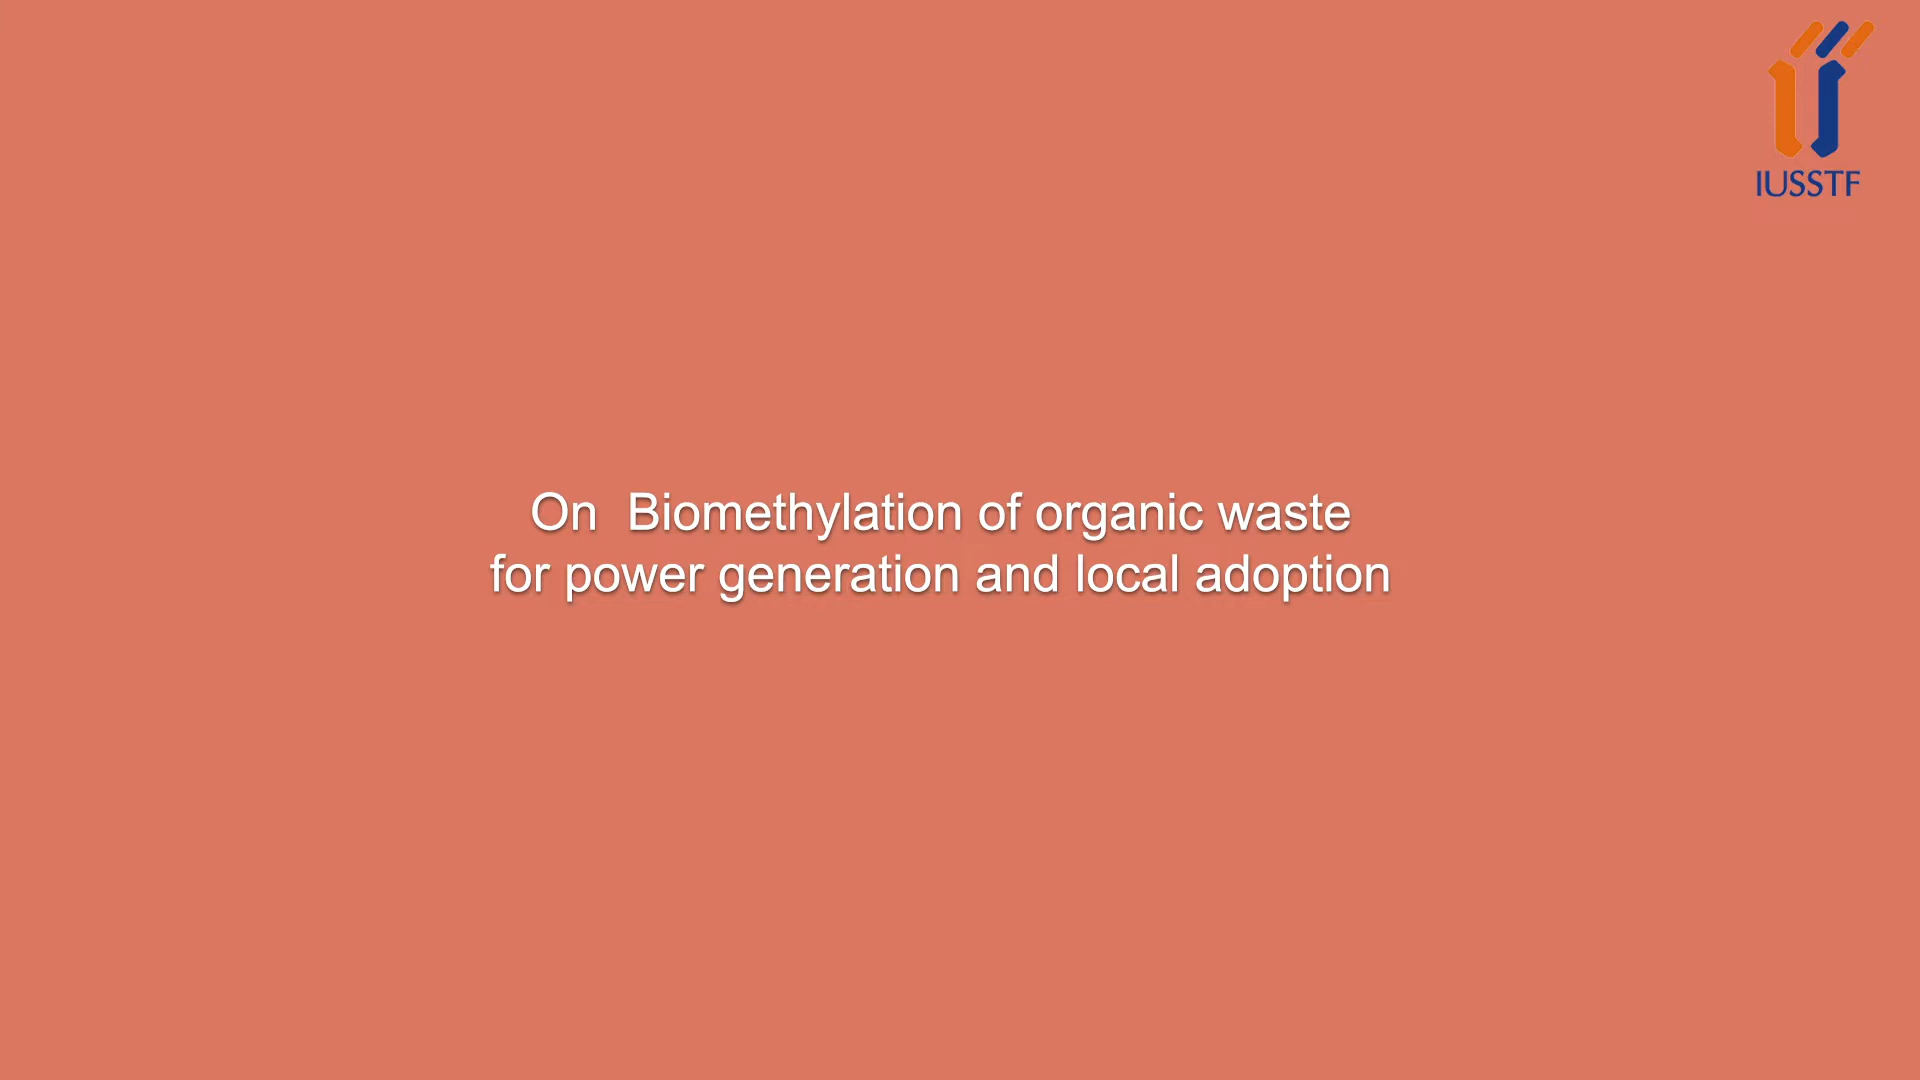 IUSSTF
On  Biomethylation of organic waste
for power generation and local adoption